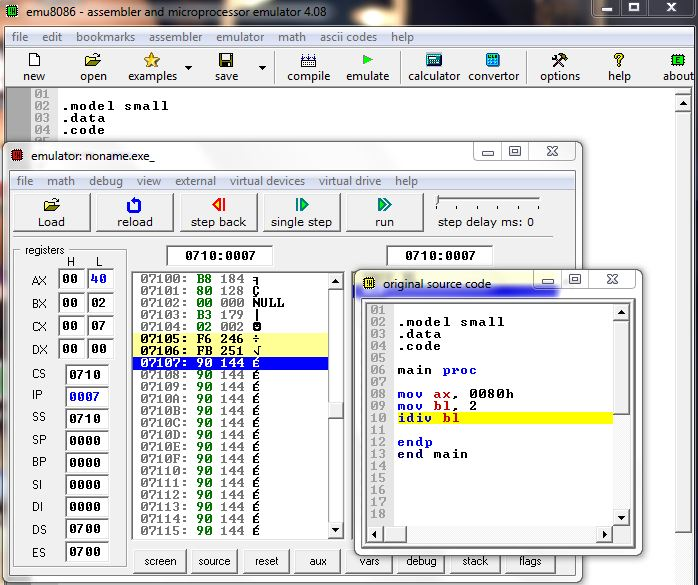 emu8086 - assembler and microprocessor emulator 4.08
file edit bookmarks assembler emulator math ascii codes help
new open examples save compile emulate calculator convertor options help about
01
02 .model small
03 .data
04 .code
05
emulator: noname.exe_
file math debug view external virtual devices virtual drive help
Load reload step back single step run step delay ms: 0
registers
H L
AX 00 40
BX 00 02
CX 00 07
DX 00 00
CS 0710
IP 0007
SS 0710
SP 0000
BP 0000
SI 0000
DI 0000
DS 0700
ES 0700
0710:0007 0710:0007
07100: B8 184 ╕
07101: 80 128 Ç
07102: 00 000 NULL
07103: B3 179 │
07104: 02 002 ☻
07105: F6 246 ÷
07106: FB 251 √
07107: 90 144 É
07108: 90 144 É
07109: 90 144 É
0710A: 90 144 É
0710B: 90 144 É
0710C: 90 144 É
0710D: 90 144 É
0710E: 90 144 É
0710F: 90 144 É
07110: 90 144 É
07111: 90 144 É
07112: 90 144 É
07113: 90 144 É
07114: 90 144 É
07115: 90 144 É
original source code
01
02 .model small
03 .data
04 .code
05
06 main proc
07
08 mov ax, 0080h
09 mov bl, 2
10 idiv bl
11
12 endp
13 end main
14
15
16
17
18
screen source reset aux vars debug stack flags